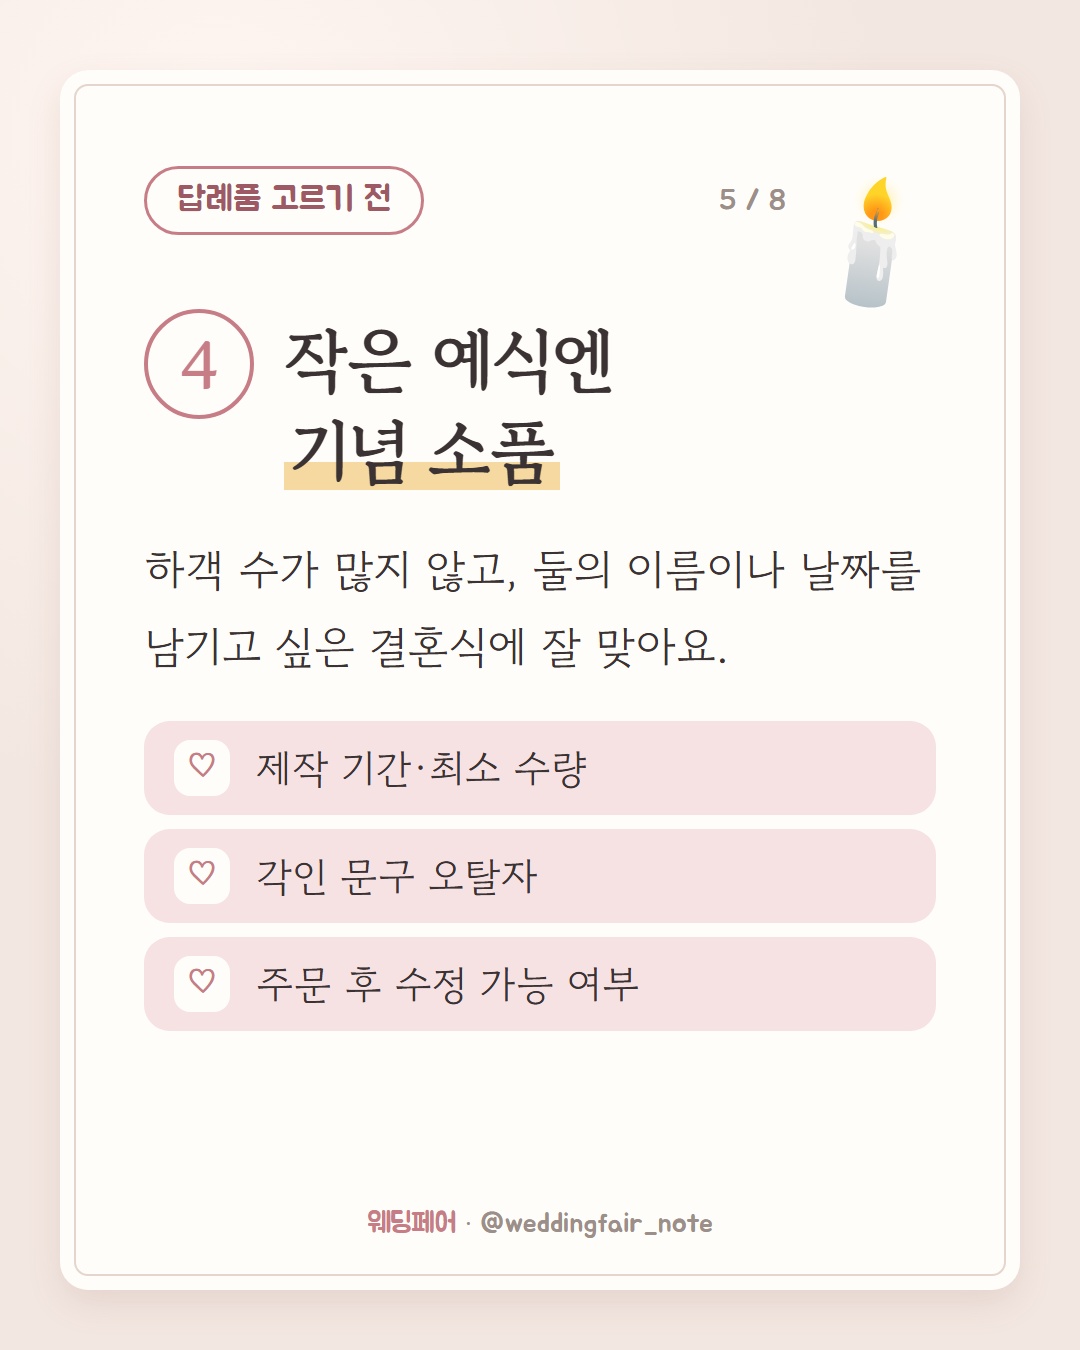 답례품 고르기 전
5 / 8
4
작은 예식엔
기념 소품
하객 수가 많지 않고, 둘의 이름이나 날짜를
남기고 싶은 결혼식에 잘 맞아요.
♡ 제작 기간·최소 수량
♡ 각인 문구 오탈자
♡ 주문 후 수정 가능 여부
웨딩페어 · @weddingfair_note